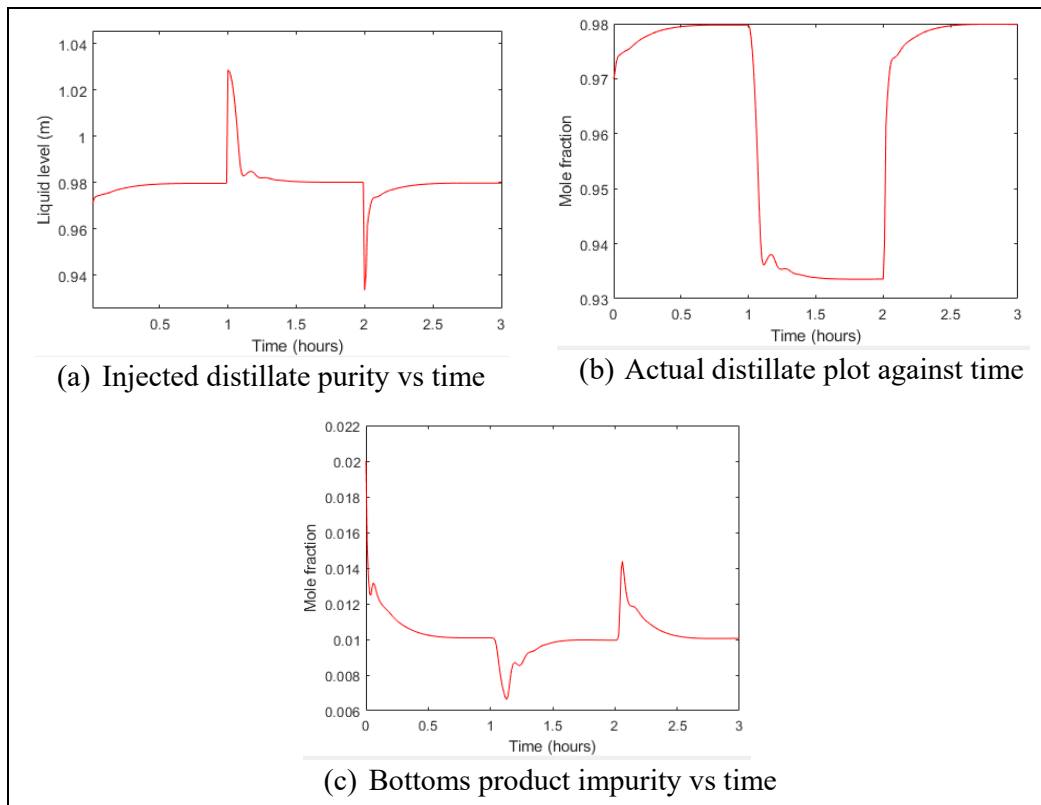 1.04
1.02
1
0.98
0.96
0.94
Liquid level (m)
0.5 1 1.5 2 2.5 3
Time (hours)
(a) Injected distillate purity vs time
0.98
0.97
0.96
0.95
0.94
0.93
Mole fraction
0 0.5 1 1.5 2 2.5 3
Time (hours)
(b) Actual distillate plot against time
0.022
0.02
0.018
0.016
0.014
0.012
0.01
0.008
0.006
Mole fraction
0 0.5 1 1.5 2 2.5 3
Time (hours)
(c) Bottoms product impurity vs time